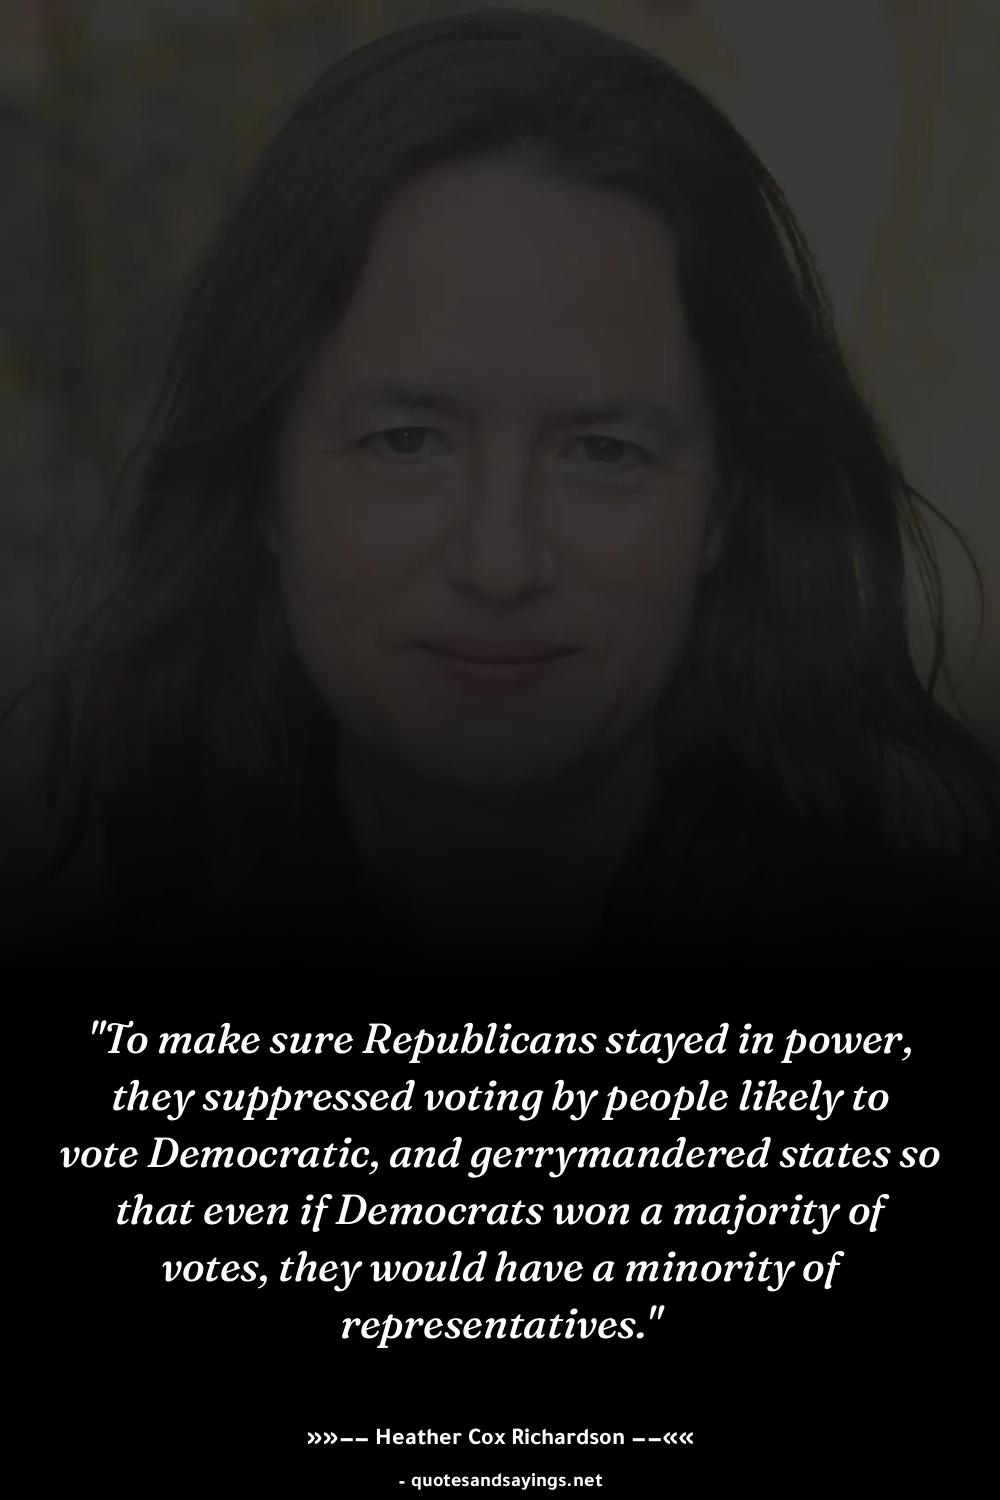 "To make sure Republicans stayed in power,
they suppressed voting by people likely to
vote Democratic, and gerrymandered states so
that even if Democrats won a majority of
votes, they would have a minority of
representatives."
»»−− Heather Cox Richardson −−««
- quotesandsayings.net